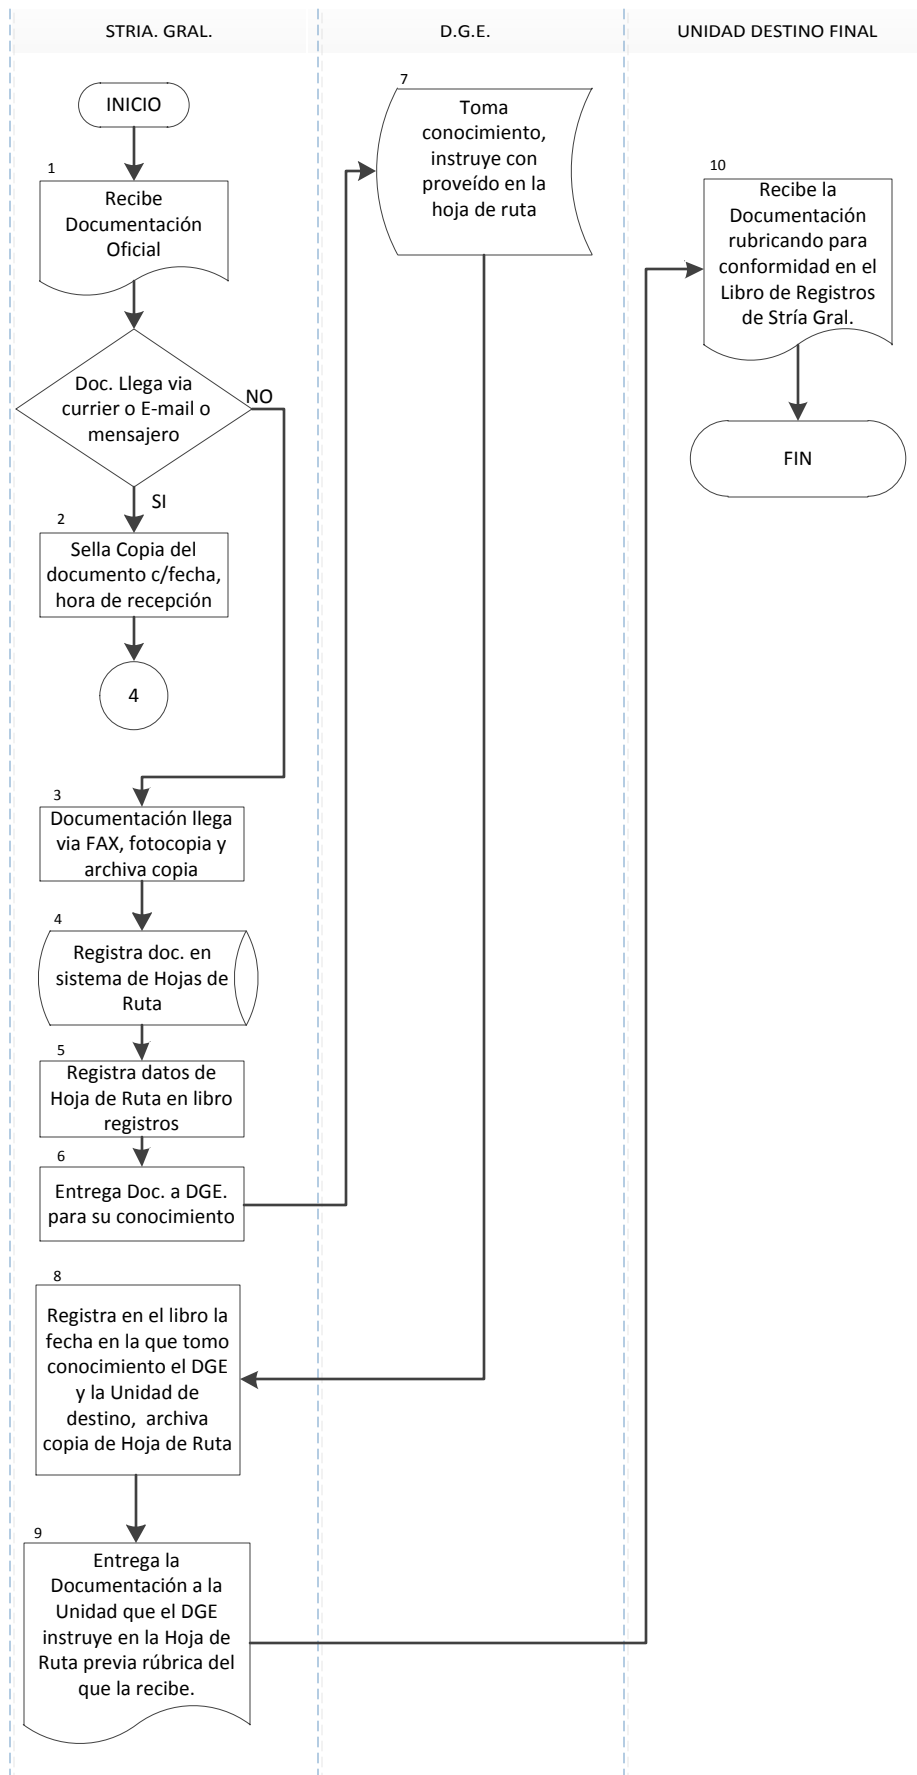 STRIA. GRAL.
D.G.E.
UNIDAD DESTINO FINAL
INICIO
1
Recibe
Documentación
Oficial
Doc. Llega via
currier o E-mail o
mensajero
NO
SI
2
Sella Copia del
documento c/fecha,
hora de recepción
4
3
Documentación llega
via FAX, fotocopia y
archiva copia
4
Registra doc. en
sistema de Hojas de
Ruta
5
Registra datos de
Hoja de Ruta en libro
registros
6
Entrega Doc. a DGE.
para su conocimiento
7
Toma
conocimiento,
instruye con
proveído en la
hoja de ruta
8
Registra en el libro la
fecha en la que tomo
conocimiento el DGE
y la Unidad de
destino, archiva
copia de Hoja de Ruta
9
Entrega la
Documentación a la
Unidad que el DGE
instruye en la Hoja de
Ruta previa rúbrica del
que la recibe.
10
Recibe la
Documentación
rubricando para
conformidad en el
Libro de Registros
de Stría Gral.
FIN